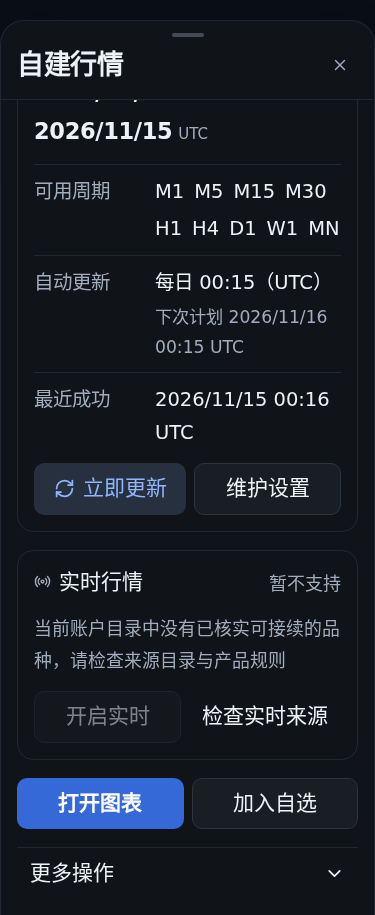 自建行情
2026/11/15 UTC
可用周期
M1 M5 M15 M30
H1 H4 D1 W1 MN
自动更新
每日 00:15（UTC）
下次计划 2026/11/16
00:15 UTC
最近成功
2026/11/15 00:16
UTC
立即更新
维护设置
实时行情
暂不支持
当前账户目录中没有已核实可接续的品
种，请检查来源目录与产品规则
开启实时
检查实时来源
打开图表
加入自选
更多操作